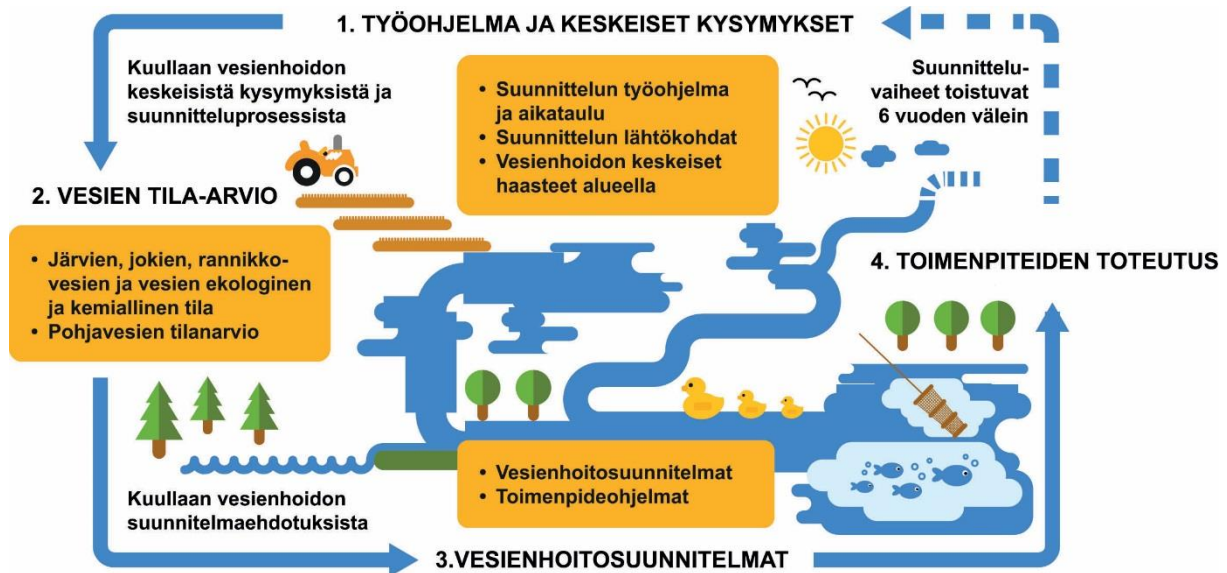 1. TYÖOHJELMA JA KESKEISET KYSYMYKSET
Kuullaan vesienhoidon
keskeisistä kysymyksistä ja
suunnitteluprosessista
• Suunnittelun työohjelma
ja aikataulu
• Suunnittelun lähtökohdat
• Vesienhoidon keskeiset
haasteet alueella
Suunnittelu-
vaiheet toistuvat
6 vuoden välein
2. VESIEN TILA-ARVIO
• Järvien, jokien, rannikko-
vesien ja vesien ekologinen
ja kemiallinen tila
• Pohjavesien tilanarvio
4. TOIMENPITEIDEN TOTEUTUS
Kuullaan vesienhoidon
suunnitelmaehdotuksista
• Vesienhoitosuunnitelmat
• Toimenpideohjelmat
3.VESIENHOITOSUUNNITELMAT